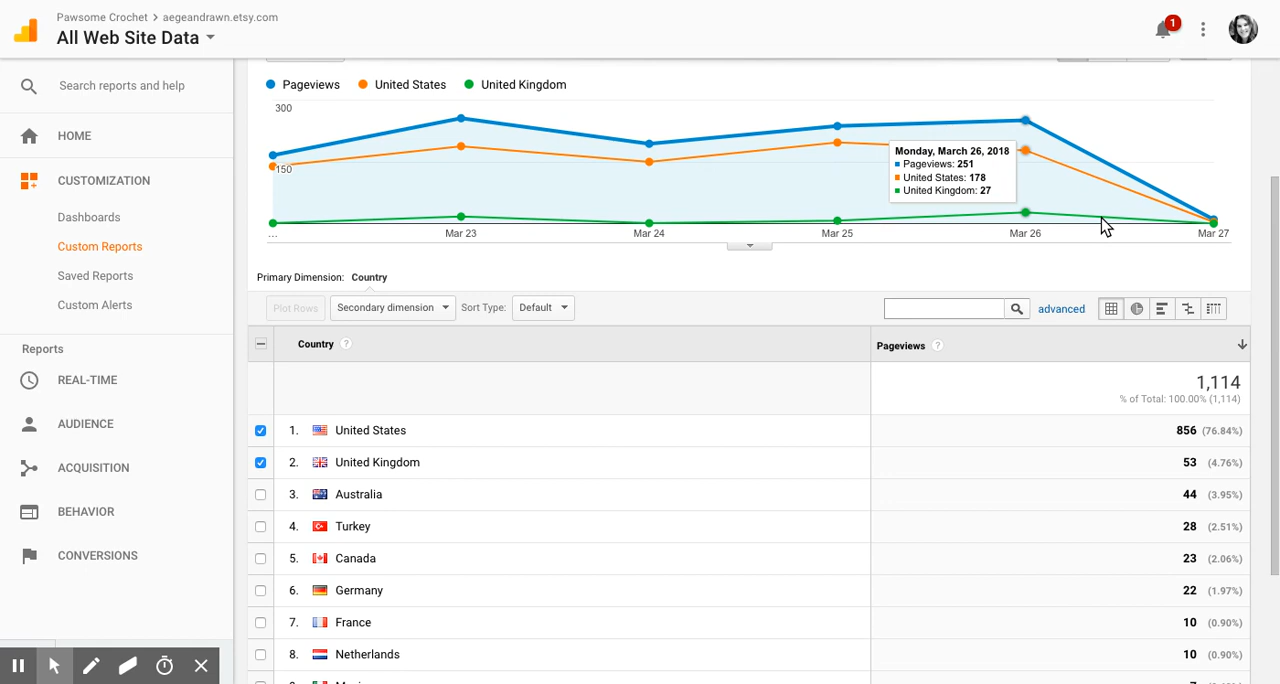 Pawsome Crochet > aegeandrawn.etsy.com
All Web Site Data
1
Search reports and help
HOME
CUSTOMIZATION
Dashboards
Custom Reports
Saved Reports
Custom Alerts
Reports
REAL-TIME
AUDIENCE
ACQUISITION
BEHAVIOR
CONVERSIONS
Pageviews United States United Kingdom
300
150
Monday, March 26, 2018
Pageviews: 251
United States: 178
United Kingdom: 27
... Mar 23 Mar 24 Mar 25 Mar 26 Mar 27
Primary Dimension: Country
Plot Rows Secondary dimension Sort Type: Default advanced
Country ? Pageviews ?
1,114
% of Total: 100.00% (1,114)
1. United States 856 (76.84%)
2. United Kingdom 53 (4.76%)
3. Australia 44 (3.95%)
4. Turkey 28 (2.51%)
5. Canada 23 (2.06%)
6. Germany 22 (1.97%)
7. France 10 (0.90%)
8. Netherlands 10 (0.90%)